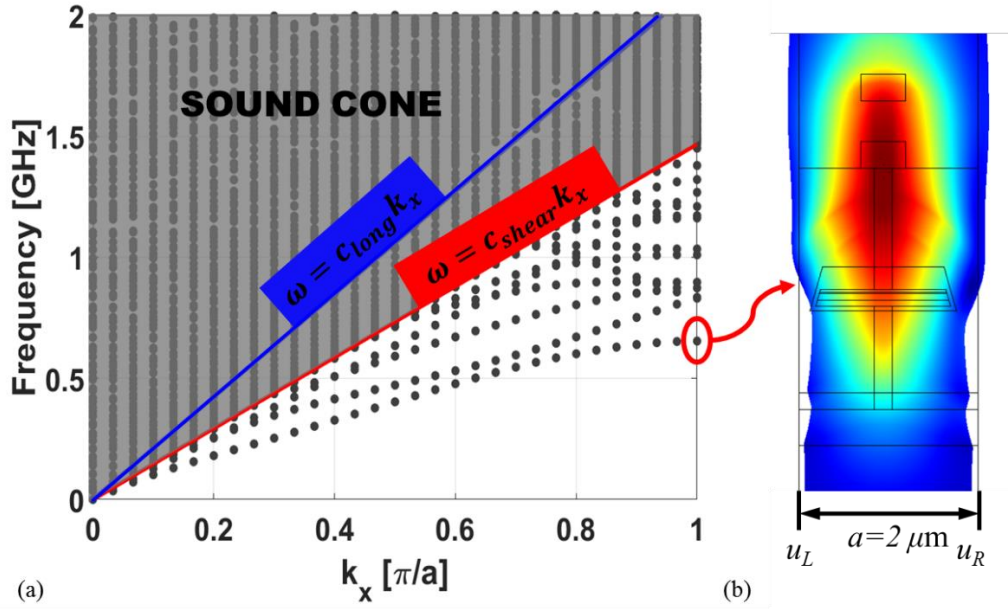 2
1.5
1
0.5
0
Frequency [GHz]
SOUND CONE
ω = c_long k_x
ω = c_shear k_x
0
0.2
0.4
0.6
0.8
1
k_x [π/a]
(a)
(b)
u_L
a=2 μm
u_R